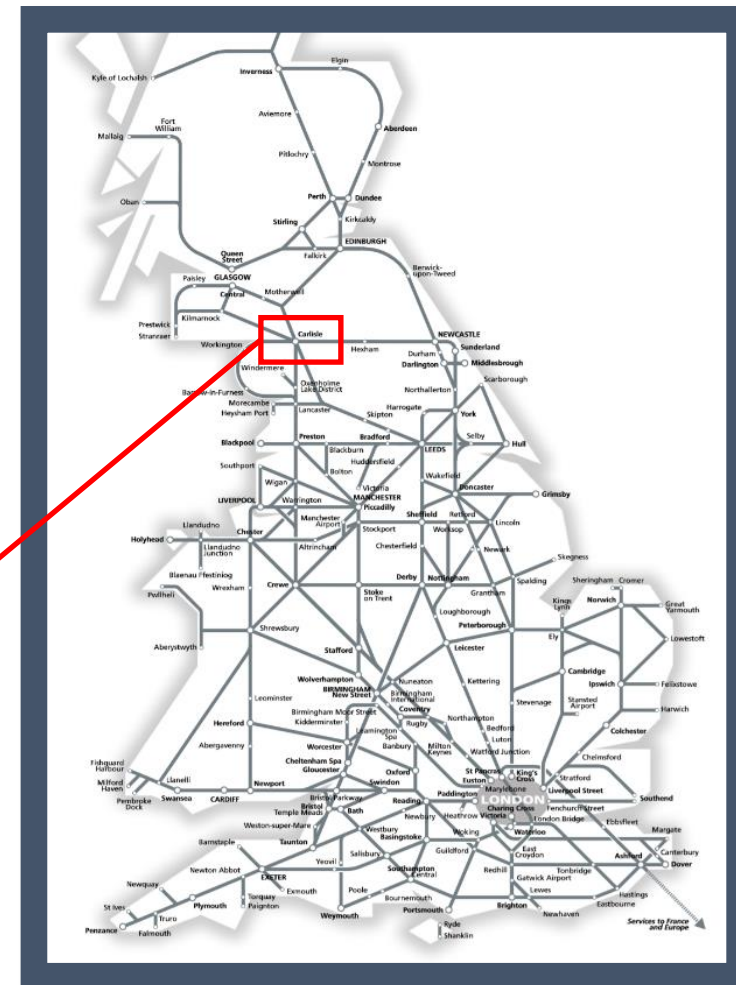 Elgin
Kyle of Lochalsh
Inverness
Aviemore
Fort
William
Mallaig
Aberdeen
Pitlochry
Montrose
Oban
Perth
Dundee
Stirling
Kirkcaldy
EDINBURGH
Queen
Street
Falkirk
GLASGOW
Central
Paisley
Motherwell
Berwick-
upon-Tweed
Kilmarnock
Prestwick
Stranraer
Carlisle
NEWCASTLE
Workington
Hexham
Sunderland
Durham
Darlington
Middlesbrough
Windermere
Oxenholme
Lake District
Scarborough
Barrow-in-Furness
Northallerton
Morecambe
Heysham Port
Lancaster
Harrogate
Skipton
York
Blackpool
Preston
Bradford
Selby
Hull
Blackburn
LEEDS
Southport
Huddersfield
Bolton
Wakefield
Wigan
Victoria
Doncaster
LIVERPOOL
Warrington
MANCHESTER
Piccadilly
Grimsby
Manchester
Airport
Sheffield
Retford
Lincoln
Llandudno
Chester
Stockport
Worksop
Holyhead
Llandudno
Junction
Altrincham
Chesterfield
Newark
Skegness
Blaenau Ffestiniog
Pwllheli
Wrexham
Crewe
Stoke
on Trent
Derby
Nottingham
Grantham
Spalding
Sheringham
Cromer
Kings
Lynn
Norwich
Great
Yarmouth
Loughborough
Peterborough
Ely
Lowestoft
Aberystwyth
Shrewsbury
Stafford
Leicester
Wolverhampton
BIRMINGHAM
New Street
Nuneaton
Birmingham
International
Kettering
Cambridge
Ipswich
Felixstowe
Leominster
Birmingham Moor Street
Coventry
Stansted
Airport
Harwich
Kidderminster
Rugby
Northampton
Stevenage
Hereford
Leamington
Spa
Bedford
Colchester
Worcester
Banbury
Milton
Keynes
Luton
Abergavenny
Watford Junction
Chelmsford
Cheltenham Spa
Gloucester
Oxford
St Pancras
Euston
King's
Cross
Stratford
Fishguard
Harbour
Milford
Haven
Llanelli
Newport
Swindon
Paddington
Marylebone
Liverpool Street
Pembroke
Dock
Swansea
CARDIFF
Bristol Parkway
Reading
LONDON
Southend
Bristol
Temple Meads
Bath
Newbury
Heathrow
Victoria
Charing Cross
Fenchurch Street
London Bridge
Ebbsfleet
Weston-super-Mare
Westbury
Basingstoke
Woking
Waterloo
Margate
Barnstaple
Taunton
Guildford
East
Croydon
Canterbury
Salisbury
Tonbridge
Ashford
Dover
Newton Abbot
Yeovil
Southampton
Central
Redhill
Gatwick Airport
Newquay
EXETER
Exmouth
Poole
Bournemouth
Lewes
Hastings
Eastbourne
St Ives
Plymouth
Torquay
Paignton
Weymouth
Portsmouth
Brighton
Newhaven
Truro
Penzance
Falmouth
Ryde
Shanklin
Services to France
and Europe